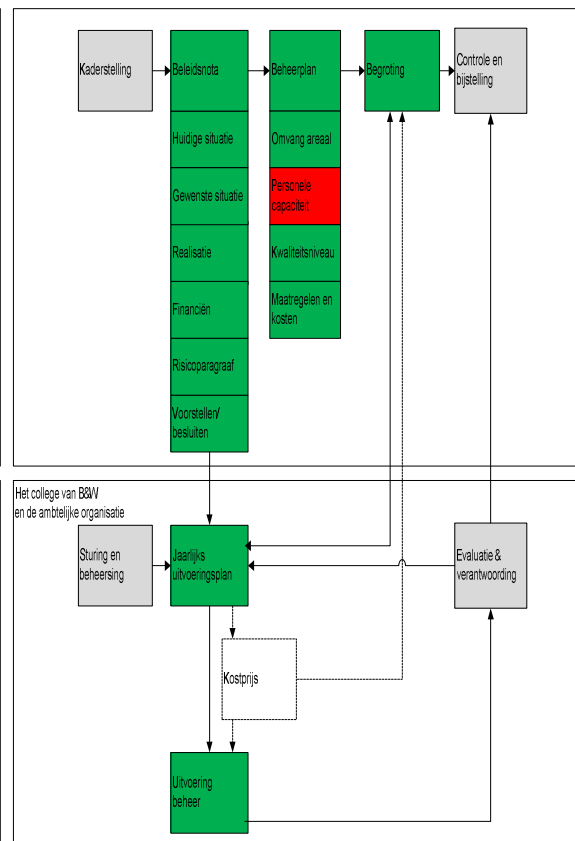 Kaderstelling
Beleidsnota
Beheerplan
Begroting
Controle en
bijstelling
Huidige situatie
Gewenste situatie
Realisatie
Financiën
Risicoparagraaf
Voorstellen/
besluiten
Omvang areaal
Personele
capaciteit
Kwaliteitsniveau
Maatregelen en
kosten
Het college van B&W
en de ambtelijke organisatie
Sturing en
beheersing
Jaarlijks
uitvoeringsplan
Evaluatie &
verantwoording
Kostprijs
Uitvoering
beheer